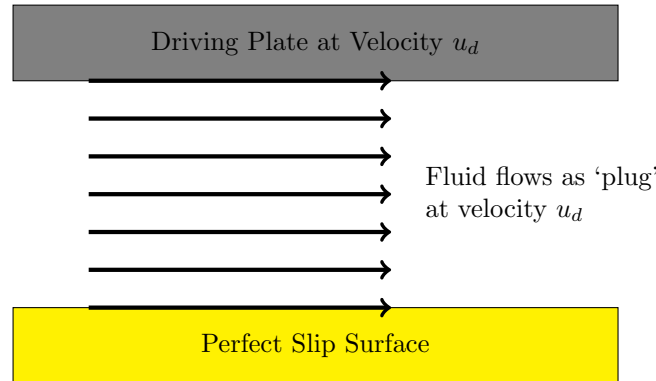 Driving Plate at Velocity u_d
Fluid flows as ‘plug’
at velocity u_d
Perfect Slip Surface